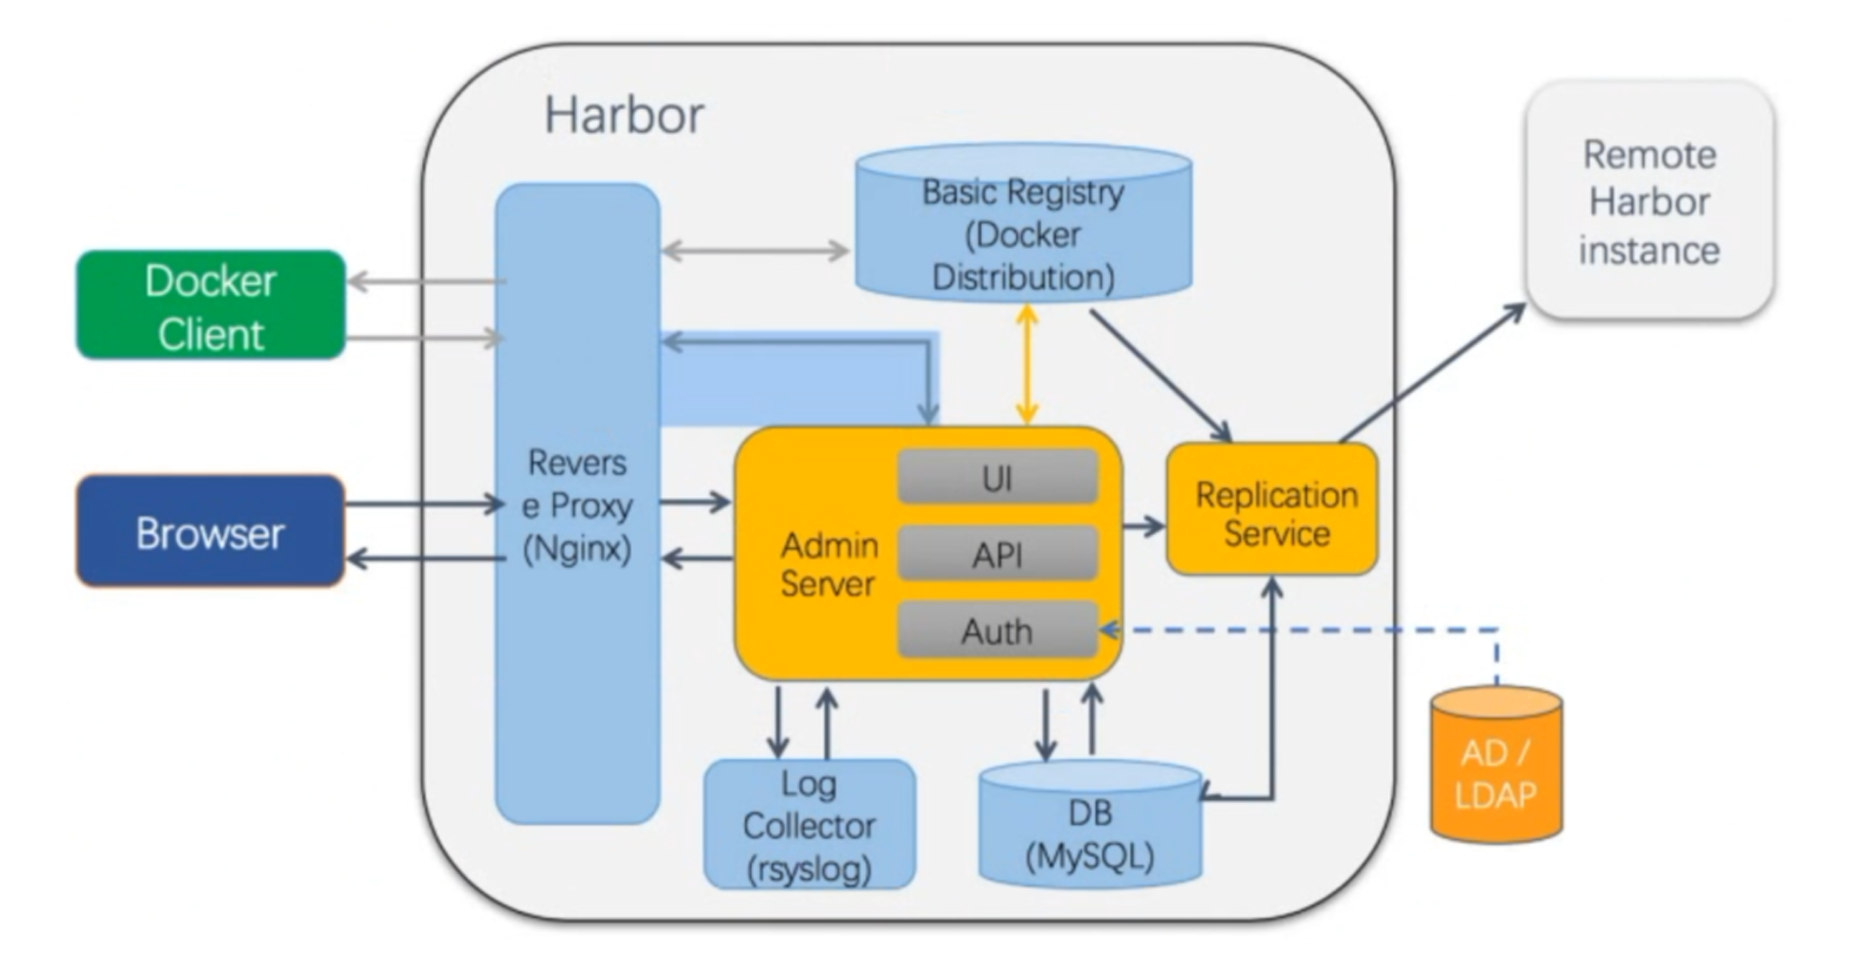 Harbor
Basic Registry
(Docker
Distribution)
Remote
Harbor
instance
Docker
Client
Revers
e Proxy
(Nginx)
Browser
Admin
Server
UI
API
Auth
Replication
Service
AD /
LDAP
Log
Collector
(rsyslog)
DB
(MySQL)